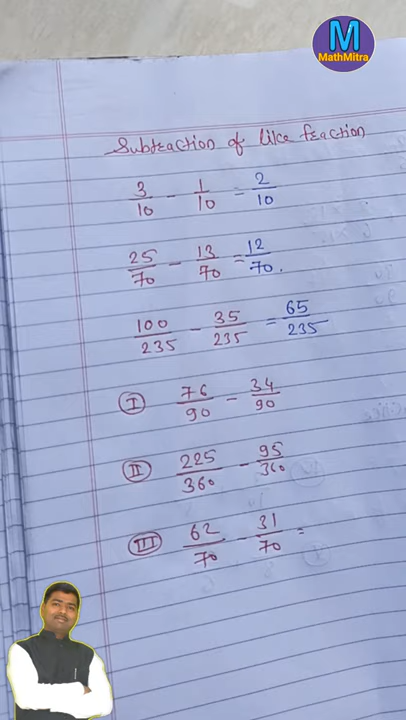 M
MathMitra
Subtraction of like fraction
3/10 - 1/10 = 2/10
25/70 - 13/70 = 12/70.
100/235 - 35/235 = 65/235
I 76/90 - 34/90
II 225/360 - 95/360
III 62/70 - 31/70 =